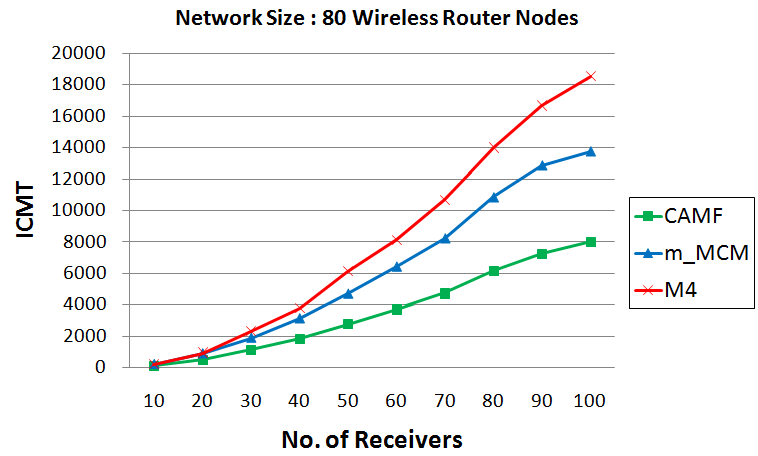 Network Size : 80 Wireless Router Nodes
20000
18000
16000
14000
12000
10000
8000
6000
4000
2000
0
ICMT
10 20 30 40 50 60 70 80 90 100
No. of Receivers
CAMF
m_MCM
M4